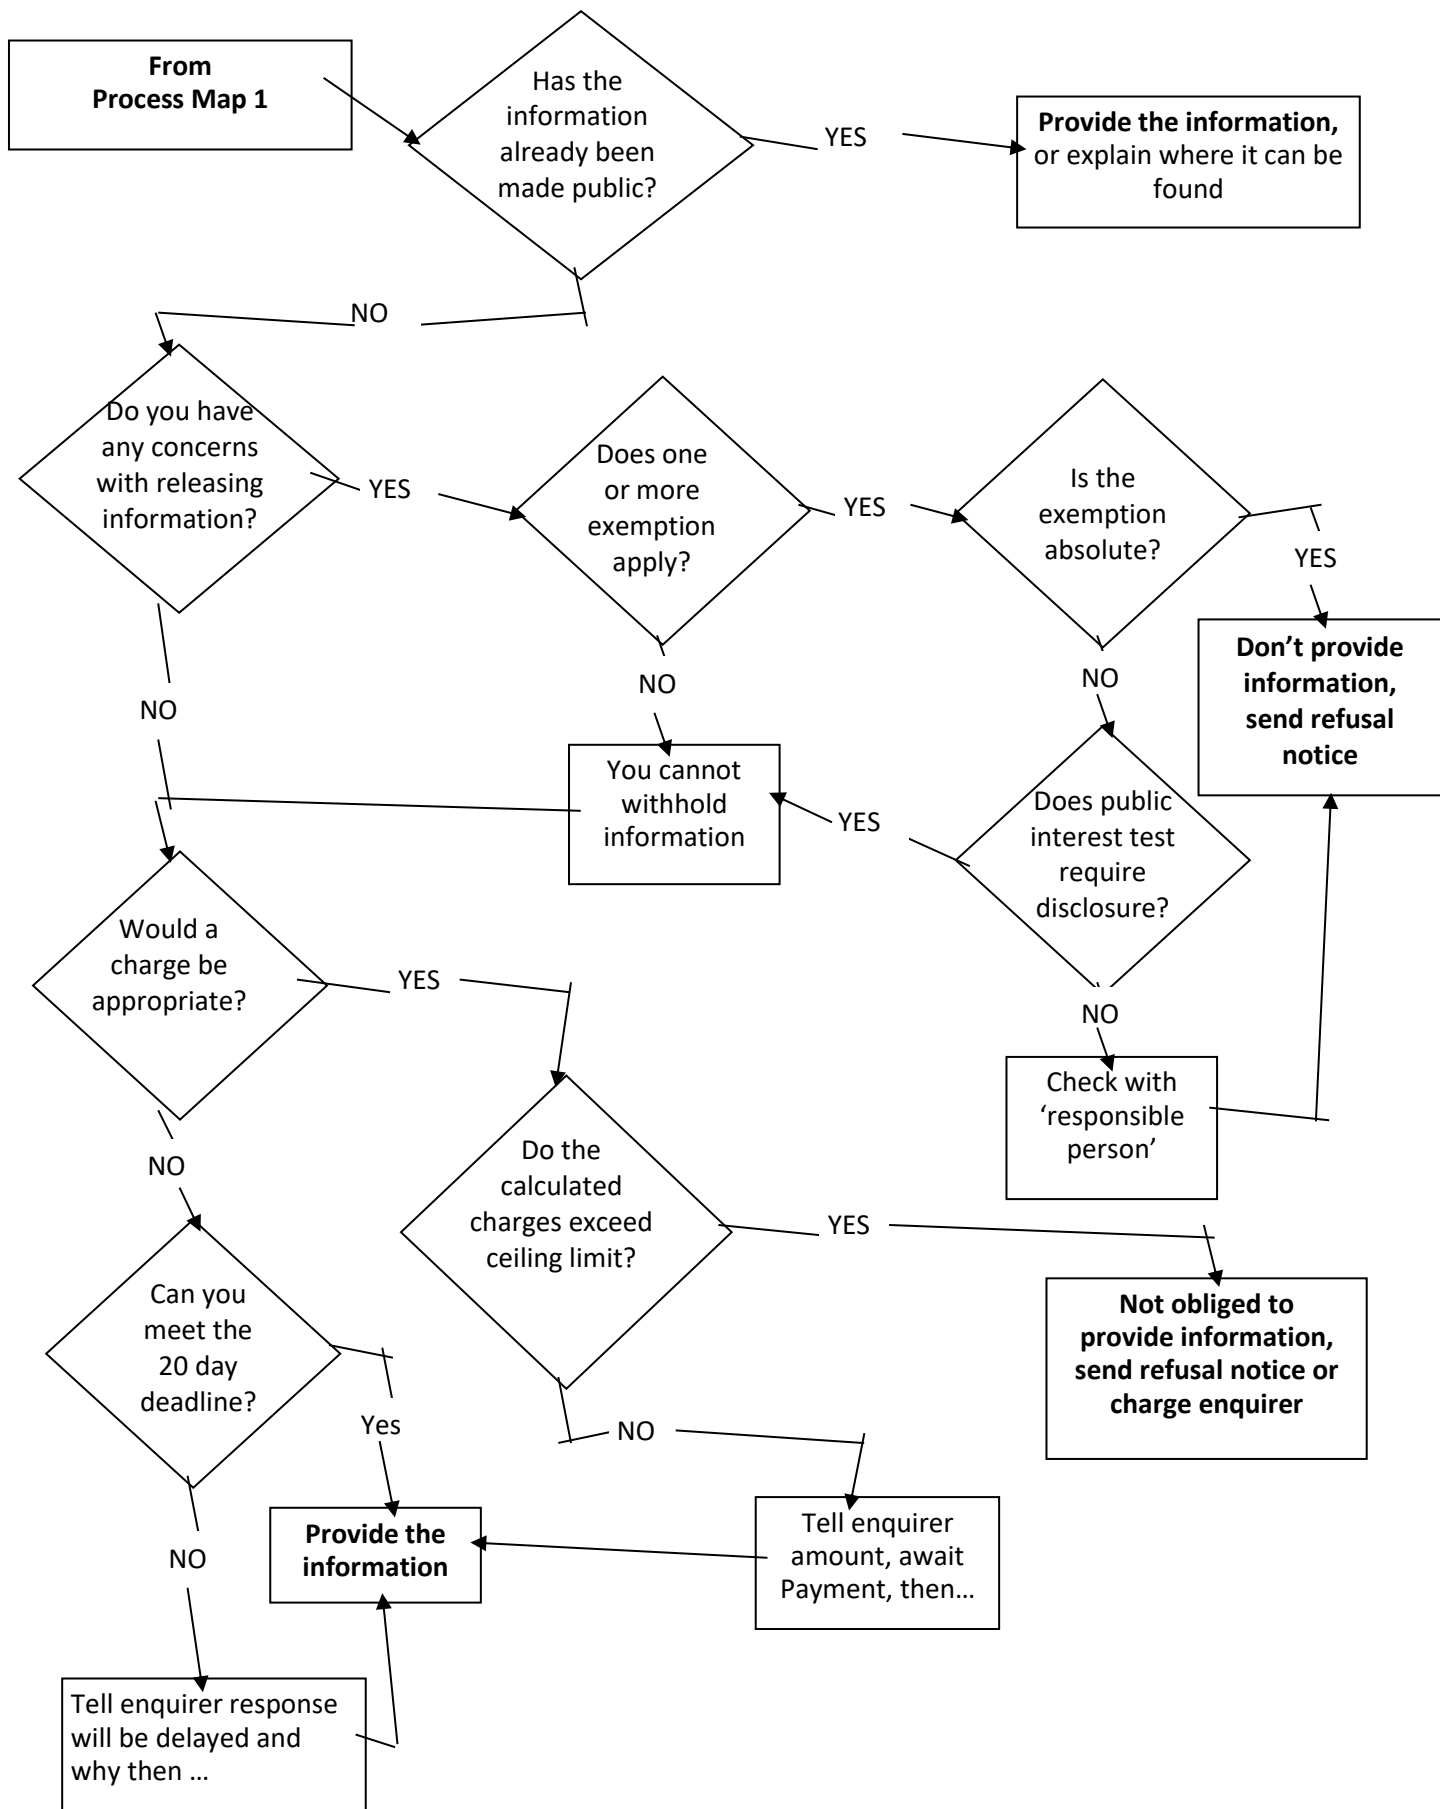 From
Process Map 1
Has the
information
already been
made public?
YES
Provide the information,
or explain where it can be
found
NO
Do you have
any concerns
with releasing
information?
YES
Does one
or more
exemption
apply?
YES
Is the
exemption
absolute?
YES
NO
NO
NO
Don’t provide
information,
send refusal
notice
You cannot
withhold
information
YES
Does public
interest test
require
disclosure?
Would a
charge be
appropriate?
YES
NO
Check with
‘responsible
person’
NO
Do the
calculated
charges exceed
ceiling limit?
YES
Can you
meet the
20 day
deadline?
Not obliged to
provide information,
send refusal notice or
charge enquirer
Yes
NO
Provide the
information
Tell enquirer
amount, await
Payment, then…
NO
Tell enquirer response
will be delayed and
why then …